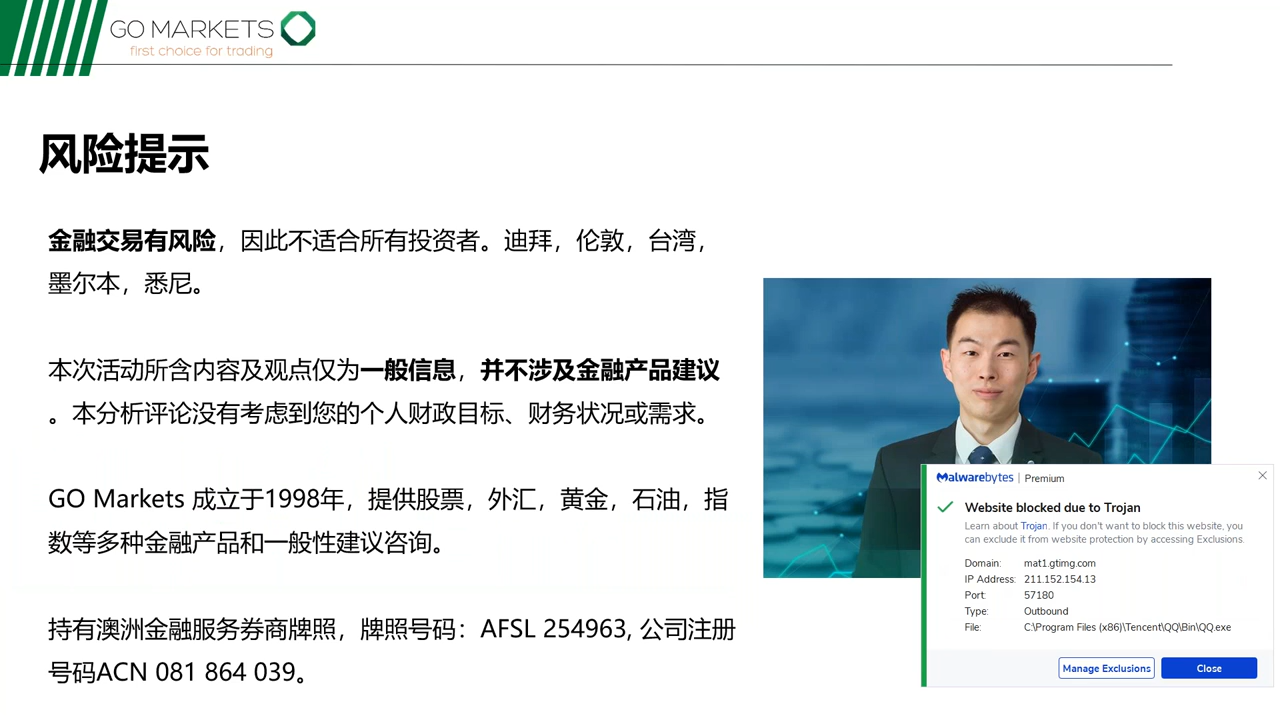 GO MARKETS
first choice for trading
风险提示
金融交易有风险，因此不适合所有投资者。迪拜，伦敦，台湾，
墨尔本，悉尼。
本次活动所含内容及观点仅为一般信息，并不涉及金融产品建议
。本分析评论没有考虑到您的个人财政目标、财务状况或需求。
GO Markets 成立于1998年，提供股票，外汇，黄金，石油，指
数等多种金融产品和一般性建议咨询。
持有澳洲金融服务券商牌照，牌照号码：AFSL 254963, 公司注册
号码ACN 081 864 039。
Malwarebytes | Premium
Website blocked due to Trojan
Learn about Trojan. If you don't want to block this website, you
can exclude it from website protection by accessing Exclusions.
Domain: mat1.gtimg.com
IP Address: 211.152.154.13
Port: 57180
Type: Outbound
File: C:\Program Files (x86)\Tencent\QQ\Bin\QQ.exe
Manage Exclusions Close